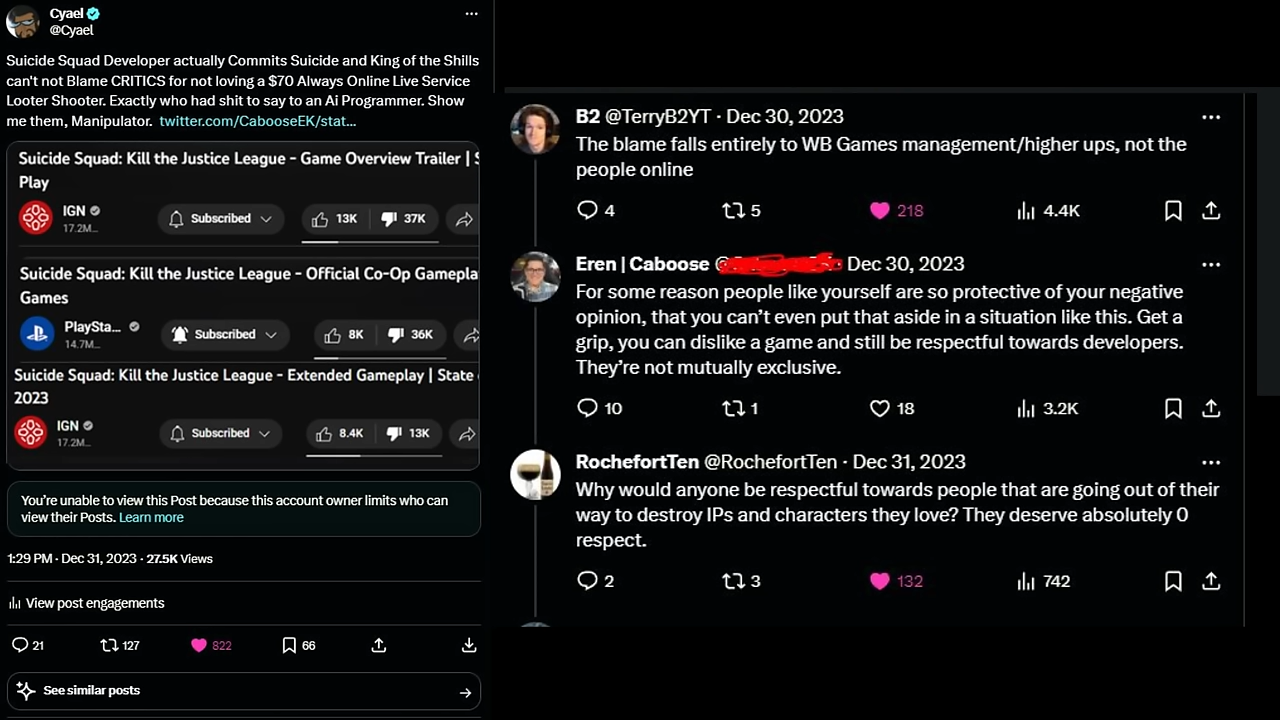 Cyael
@Cyael
Suicide Squad Developer actually Commits Suicide and King of the Shills
can't not Blame CRITICS for not loving a $70 Always Online Live Service
Looter Shooter. Exactly who had shit to say to an Ai Programmer. Show
me them, Manipulator. twitter.com/CabooseEK/stat...
Suicide Squad: Kill the Justice League - Game Overview Trailer |
Play
IGN
17.2M...
Subscribed
13K
37K
Suicide Squad: Kill the Justice League - Official Co-Op Gamepla
Games
PlaySta...
14.7M...
Subscribed
8K
36K
Suicide Squad: Kill the Justice League - Extended Gameplay | State
2023
IGN
17.2M...
Subscribed
8.4K
13K
You're unable to view this Post because this account owner limits who can
view their Posts. Learn more
1:29 PM · Dec 31, 2023 · 27.5K Views
View post engagements
21
127
822
66
See similar posts
B2 @TerryB2YT · Dec 30, 2023
The blame falls entirely to WB Games management/higher ups, not the
people online
4
5
218
4.4K
Eren | Caboose Dec 30, 2023
For some reason people like yourself are so protective of your negative
opinion, that you can't even put that aside in a situation like this. Get a
grip, you can dislike a game and still be respectful towards developers.
They're not mutually exclusive.
10
1
18
3.2K
RochefortTen @RochefortTen · Dec 31, 2023
Why would anyone be respectful towards people that are going out of their
way to destroy IPs and characters they love? They deserve absolutely 0
respect.
2
3
132
742